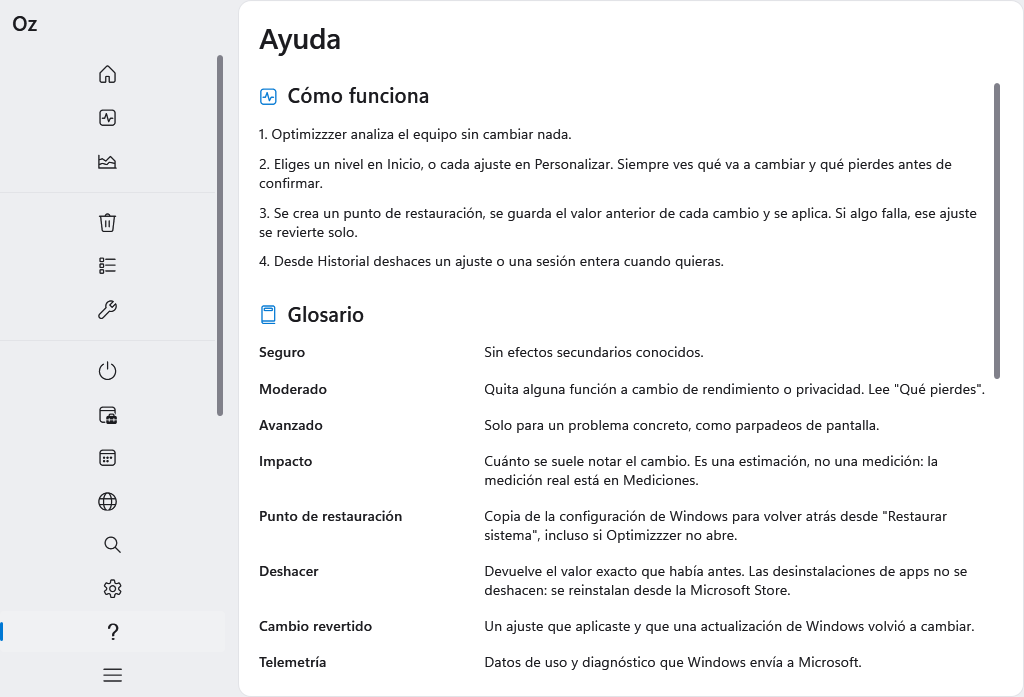 Oz
Ayuda
Cómo funciona
1. Optimizzzer analiza el equipo sin cambiar nada.
2. Eliges un nivel en Inicio, o cada ajuste en Personalizar. Siempre ves qué va a cambiar y qué pierdes antes de
confirmar.
3. Se crea un punto de restauración, se guarda el valor anterior de cada cambio y se aplica. Si algo falla, ese ajuste
se revierte solo.
4. Desde Historial deshaces un ajuste o una sesión entera cuando quieras.
Glosario
Seguro Sin efectos secundarios conocidos.
Moderado Quita alguna función a cambio de rendimiento o privacidad. Lee "Qué pierdes".
Avanzado Solo para un problema concreto, como parpadeos de pantalla.
Impacto Cuánto se suele notar el cambio. Es una estimación, no una medición: la
medición real está en Mediciones.
Punto de restauración Copia de la configuración de Windows para volver atrás desde "Restaurar
sistema", incluso si Optimizzzer no abre.
Deshacer Devuelve el valor exacto que había antes. Las desinstalaciones de apps no se
deshacen: se reinstalan desde la Microsoft Store.
Cambio revertido Un ajuste que aplicaste y que una actualización de Windows volvió a cambiar.
Telemetría Datos de uso y diagnóstico que Windows envía a Microsoft.